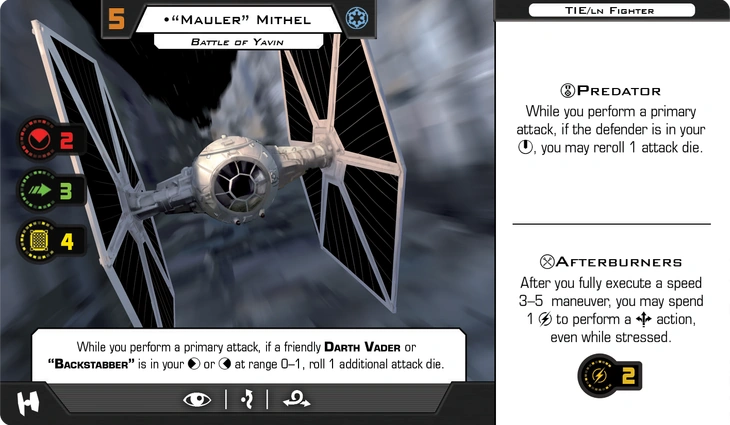 5
•“Mauler” Mithel
Battle of Yavin
2
3
4
While you perform a primary attack, if a friendly Darth Vader or
“Backstabber” is in your or at range 0–1, roll 1 additional attack die.
TIE/ln Fighter
Predator
While you perform a primary
attack, if the defender is in your
, you may reroll 1 attack die.
Afterburners
After you fully execute a speed
3–5 maneuver, you may spend
1 to perform a action,
even while stressed.
2